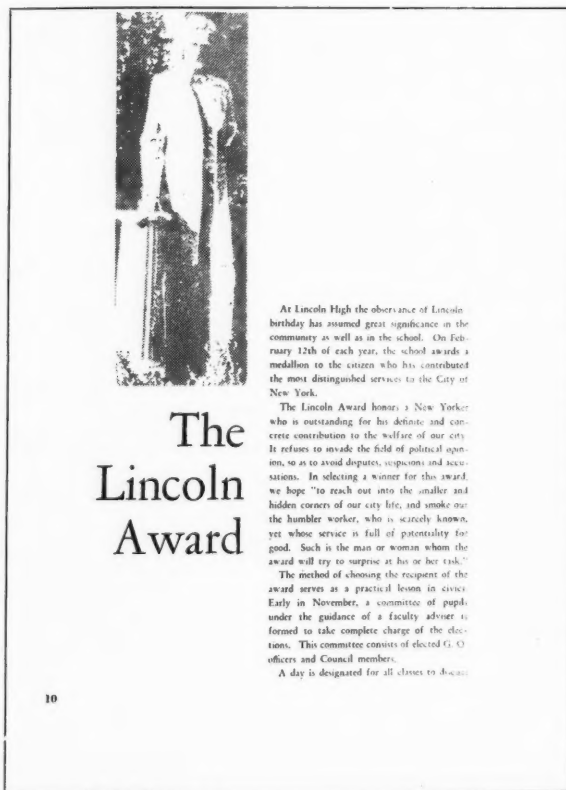 The
Lincoln
Award
At Lincoln High the observance of Lincoln
birthday has assumed great significance in the
community as well as in the school. On Feb-
ruary 12th of each year, the school awards a
medallion to the citizen who has contributed
the most distinguished services to the City of
New York.
The Lincoln Award honors a New Yorker
who is outstanding for his definite and con-
crete contribution to the welfare of our city
It refuses to invade the field of political opin-
ion, so as to avoid disputes, suspicions and accu-
sations. In selecting a winner for this award,
we hope "to reach out into the smaller and
hidden corners of our city life, and smoke out
the humbler worker, who is scarcely known,
yet whose service is full of potentiality for
good. Such is the man or woman whom the
award will try to surprise at his or her task."
The method of choosing the recipient of the
award serves as a practical lesson in civics
Early in November, a committee of pupils
under the guidance of a faculty adviser is
formed to take complete charge of the elec-
tions. This committee consists of elected G. O
officers and Council members.
A day is designated for all classes to discuss
10